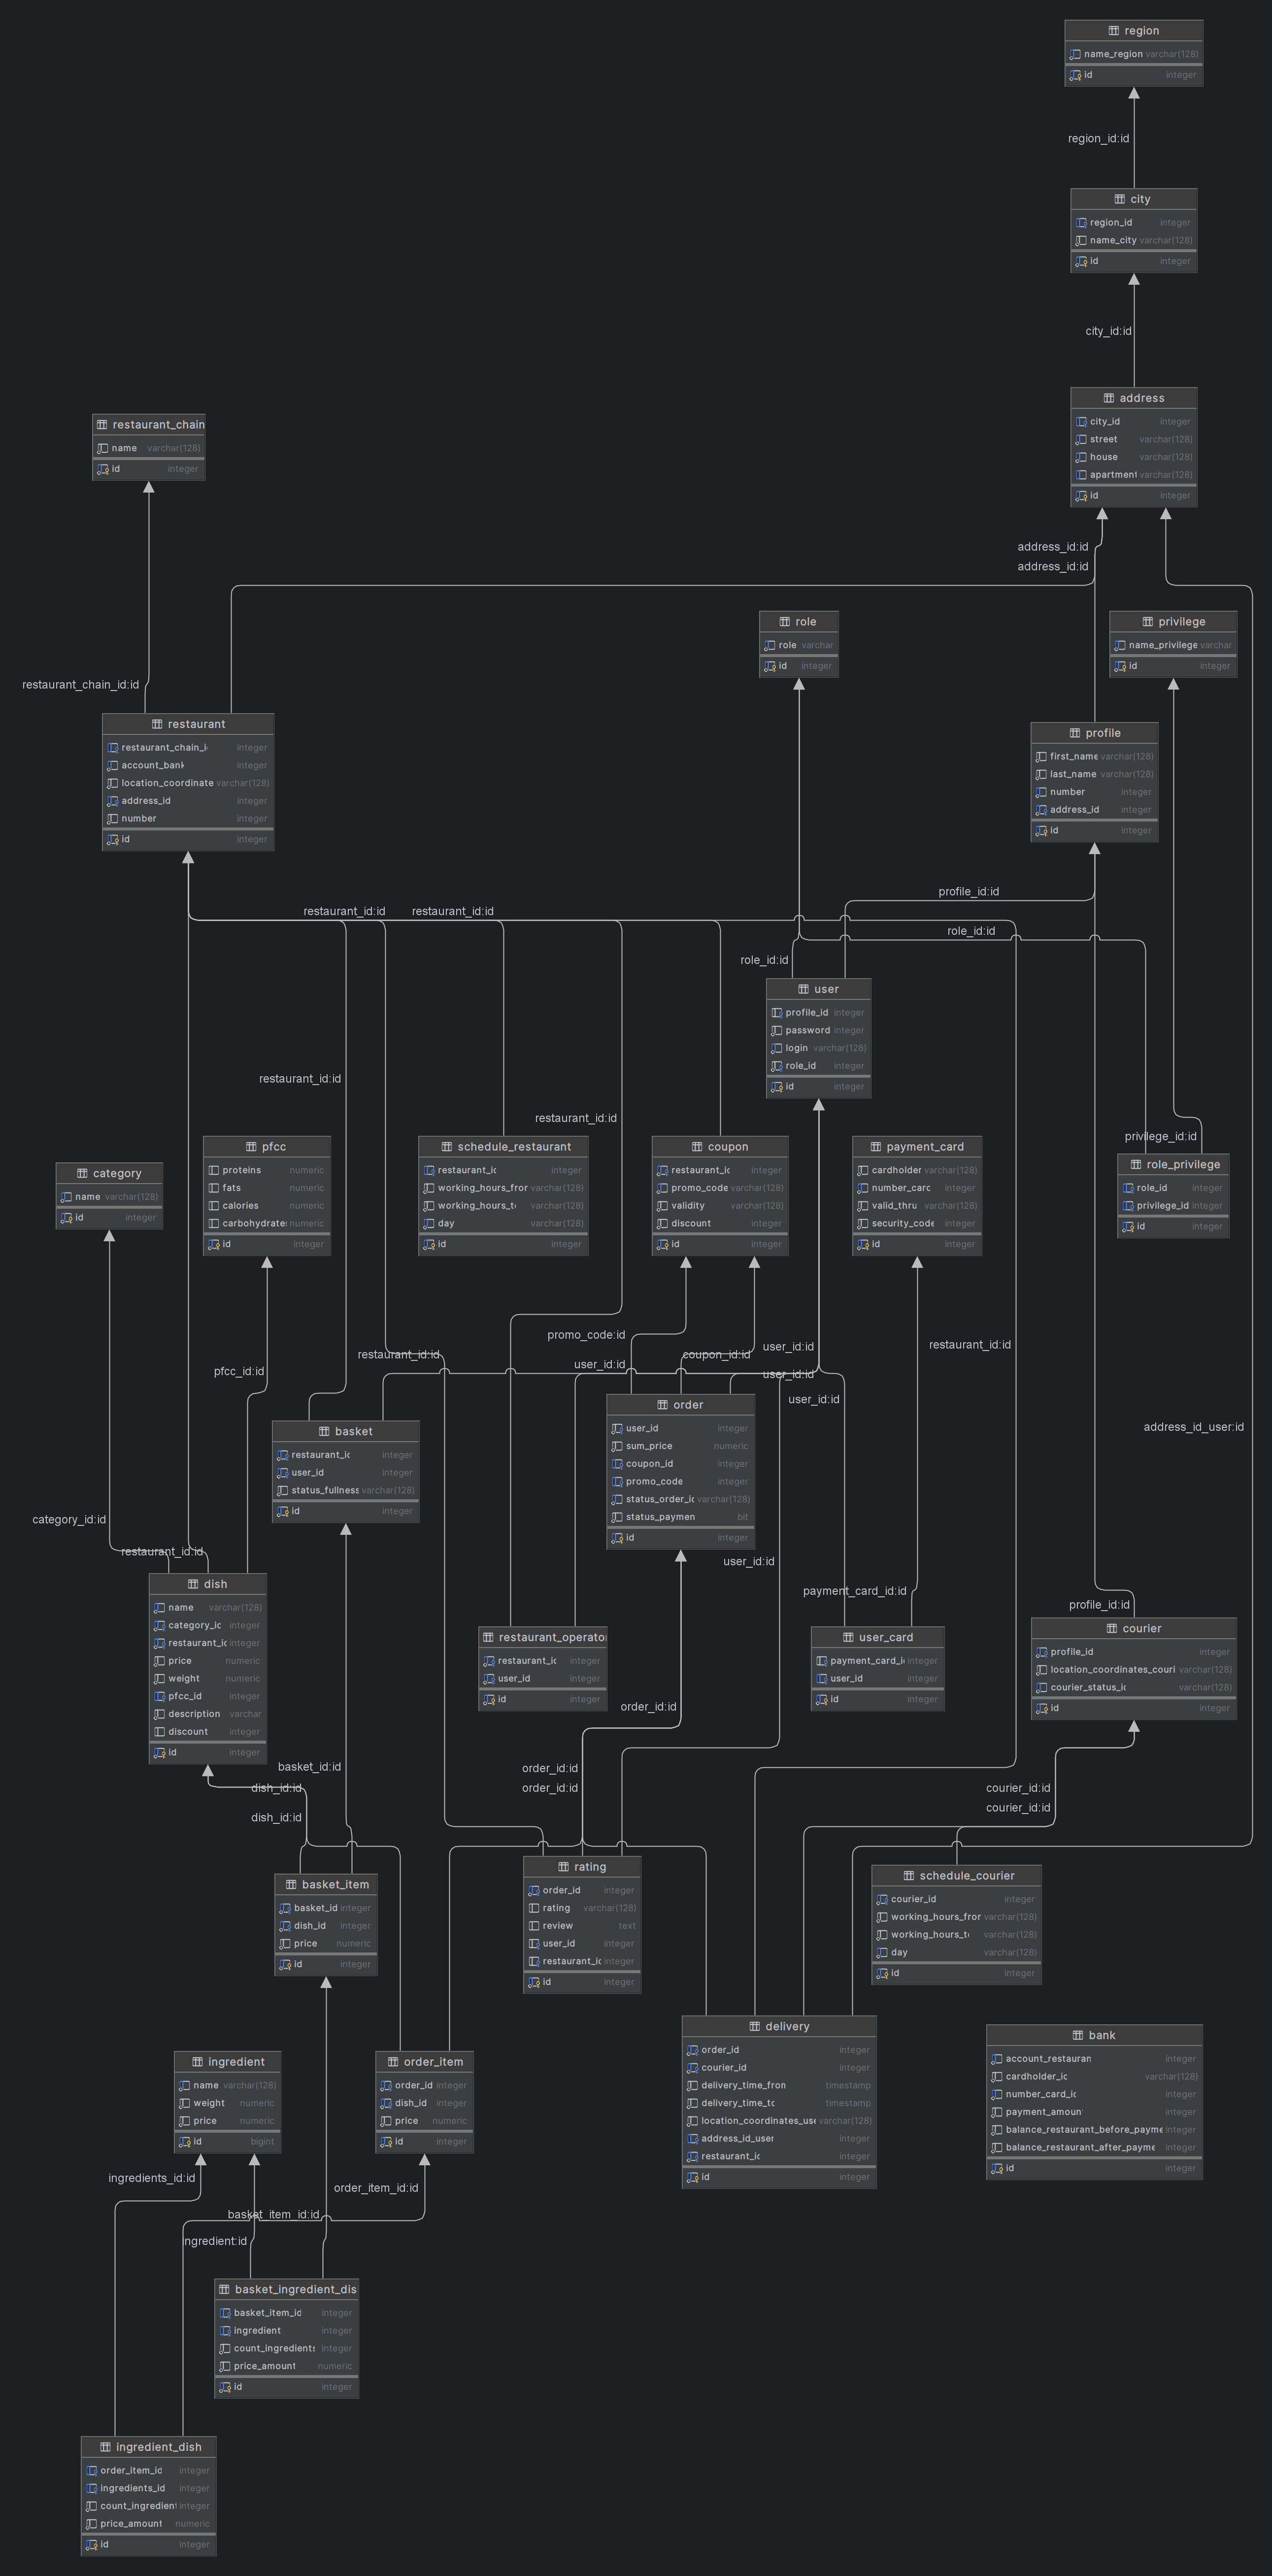 region
name_region varchar(128)
id integer
region_id:id
city
region_id integer
name_city varchar(128)
id integer
city_id:id
address
city_id integer
street varchar(128)
house varchar(128)
apartment varchar(128)
id integer
restaurant_chain
name varchar(128)
id integer
address_id:id
address_id:id
role
role varchar
id integer
privilege
name_privilege varchar
id integer
restaurant_chain_id:id
restaurant
restaurant_chain_i integer
account_bank integer
location_coordinate varchar(128)
address_id integer
number integer
id integer
profile
first_name varchar(128)
last_name varchar(128)
number integer
address_id integer
id integer
profile_id:id
restaurant_id:id
restaurant_id:id
role_id:id
role_id:id
user
profile_id integer
password integer
login varchar(128)
role_id integer
id integer
restaurant_id:id
restaurant_id:id
privilege_id:id
category
name varchar(128)
id integer
pfcc
proteins numeric
fats numeric
calories numeric
carbohydrate: numeric
id integer
schedule_restaurant
restaurant_ic integer
working_hours_fror varchar(128)
working_hours_t varchar(128)
day varchar(128)
id integer
coupon
restaurant_ic integer
promo_code varchar(128)
validity varchar(128)
discount integer
id integer
payment_card
cardholder varchar(128)
number_card integer
valid_thru varchar(128)
security_code integer
id integer
role_privilege
role_id integer
privilege_id integer
id integer
promo_code:id
user_id:id
restaurant_id:id
restaurant_id:id
coupon_id:id
user_id:id
pfcc_id:id
user_id:id
user_id:id
address_id_user:id
basket
restaurant_ic integer
user_id integer
status_fullness varchar(128)
id integer
order
user_id integer
sum_price numeric
coupon_id integer
promo_code integer
status_order_ic varchar(128)
status_paymen bit
id integer
category_id:id
restaurant_id:id
user_id:id
payment_card_id:id
profile_id:id
dish
name varchar(128)
category_ic integer
restaurant_ic integer
price numeric
weight numeric
pfcc_id integer
description varchar
discount integer
id integer
restaurant_operator
restaurant_ic integer
user_id integer
id integer
user_card
payment_card_i integer
user_id integer
id integer
courier
profile_id integer
location_coordinates_couri varchar(128)
courier_status_ic varchar(128)
id integer
order_id:id
basket_id:id
order_id:id
order_id:id
dish_id:id
dish_id:id
courier_id:id
courier_id:id
basket_item
basket_id integer
dish_id integer
price numeric
id integer
rating
order_id integer
rating varchar(128)
review text
user_id integer
restaurant_ic integer
id integer
schedule_courier
courier_id integer
working_hours_fror varchar(128)
working_hours_t varchar(128)
day varchar(128)
id integer
delivery
order_id integer
courier_id integer
delivery_time_fron timestamp
delivery_time_tc timestamp
location_coordinates_use varchar(128)
address_id_user integer
restaurant_ic integer
id integer
bank
account_restauran integer
cardholder_ic varchar(128)
number_card_ic integer
payment_amoun integer
balance_restaurant_before_payme integer
balance_restaurant_after_payme integer
id integer
ingredient
name varchar(128)
weight numeric
price numeric
id bigint
order_item
order_id integer
dish_id integer
price numeric
id integer
ingredients_id:id
order_item_id:id
basket_item_id:id
ingredient:id
basket_ingredient_dis
basket_item_id integer
ingredient integer
count_ingredients integer
price_amount numeric
id integer
ingredient_dish
order_item_id integer
ingredients_id integer
count_ingredient integer
price_amount numeric
id integer